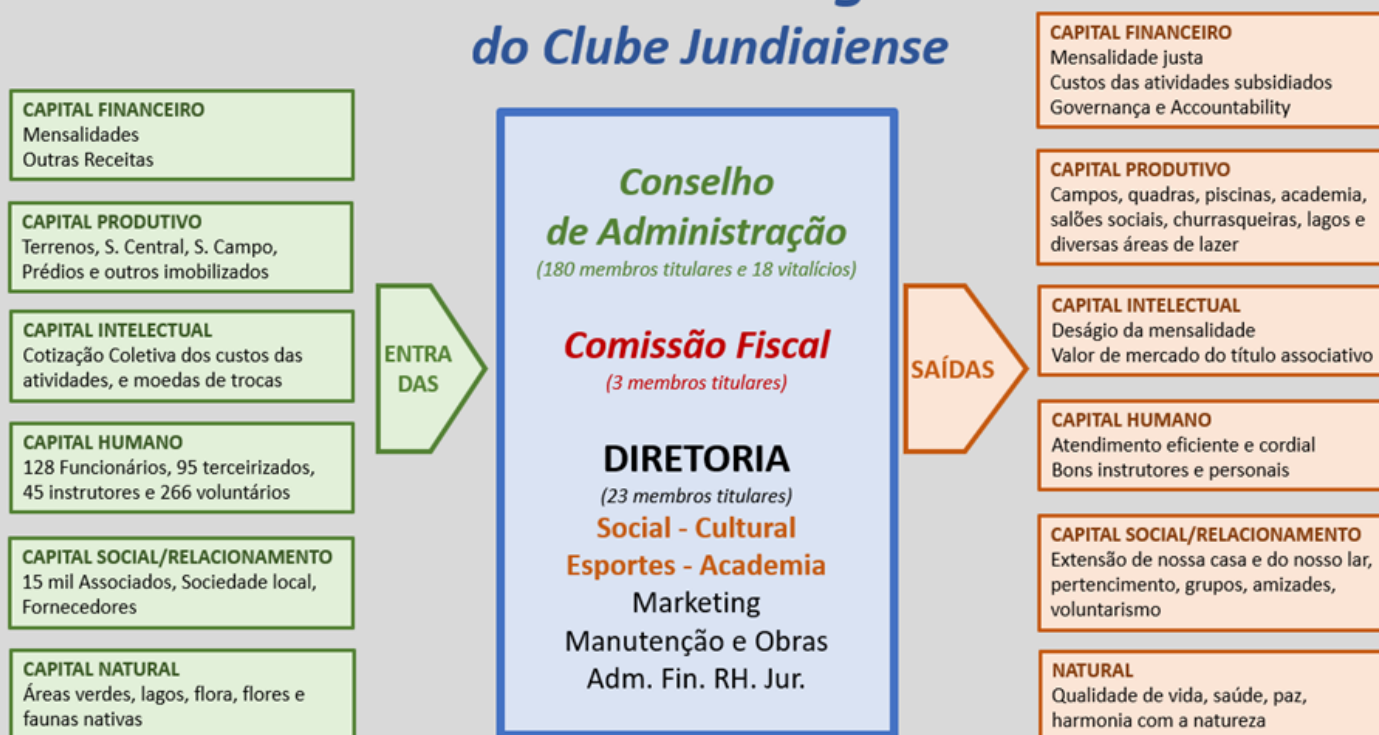 do Clube Jundiaiense
CAPITAL FINANCEIRO
Mensalidades
Outras Receitas
CAPITAL PRODUTIVO
Terrenos, S. Central, S. Campo,
Prédios e outros imobilizados
CAPITAL INTELECTUAL
Cotização Coletiva dos custos das
atividades, e moedas de trocas
CAPITAL HUMANO
128 Funcionários, 95 terceirizados,
45 instrutores e 266 voluntários
CAPITAL SOCIAL/RELACIONAMENTO
15 mil Associados, Sociedade local,
Fornecedores
CAPITAL NATURAL
Áreas verdes, lagos, flora, flores e
faunas nativas
ENTRA
DAS
Conselho
de Administração
(180 membros titulares e 18 vitalícios)
Comissão Fiscal
(3 membros titulares)
DIRETORIA
(23 membros titulares)
Social - Cultural
Esportes - Academia
Marketing
Manutenção e Obras
Adm. Fin. RH. Jur.
SAÍDAS
CAPITAL FINANCEIRO
Mensalidade justa
Custos das atividades subsidiados
Governança e Accountability
CAPITAL PRODUTIVO
Campos, quadras, piscinas, academia,
salões sociais, churrasqueiras, lagos e
diversas áreas de lazer
CAPITAL INTELECTUAL
Deságio da mensalidade
Valor de mercado do título associativo
CAPITAL HUMANO
Atendimento eficiente e cordial
Bons instrutores e personais
CAPITAL SOCIAL/RELACIONAMENTO
Extensão de nossa casa e do nosso lar,
pertencimento, grupos, amizades,
voluntarismo
NATURAL
Qualidade de vida, saúde, paz,
harmonia com a natureza